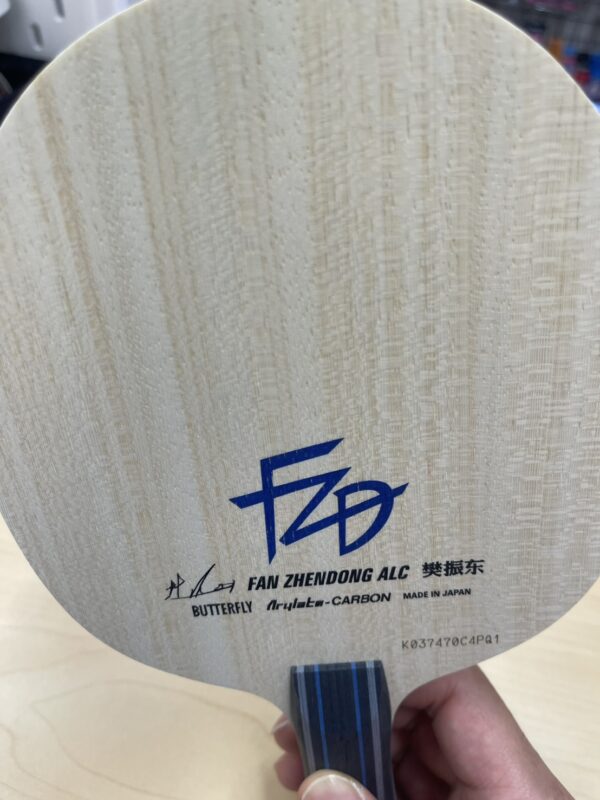 FZD
FAN ZHENDONG ALC 樊振东
BUTTERFLY Arylate-CARBON MADE IN JAPAN
K037470C4PQ1